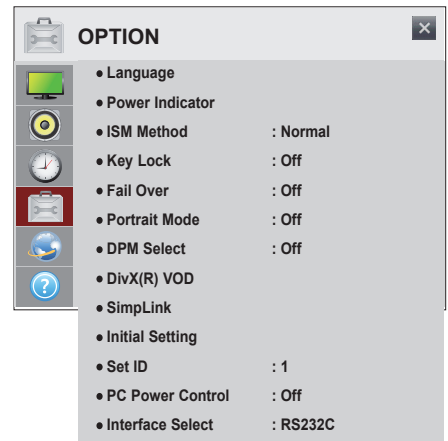 OPTION
● Language
● Power Indicator
● ISM Method : Normal
● Key Lock : Off
● Fail Over : Off
● Portrait Mode : Off
● DPM Select : Off
● DivX(R) VOD
● SimpLink
● Initial Setting
● Set ID : 1
● PC Power Control : Off
● Interface Select : RS232C
?